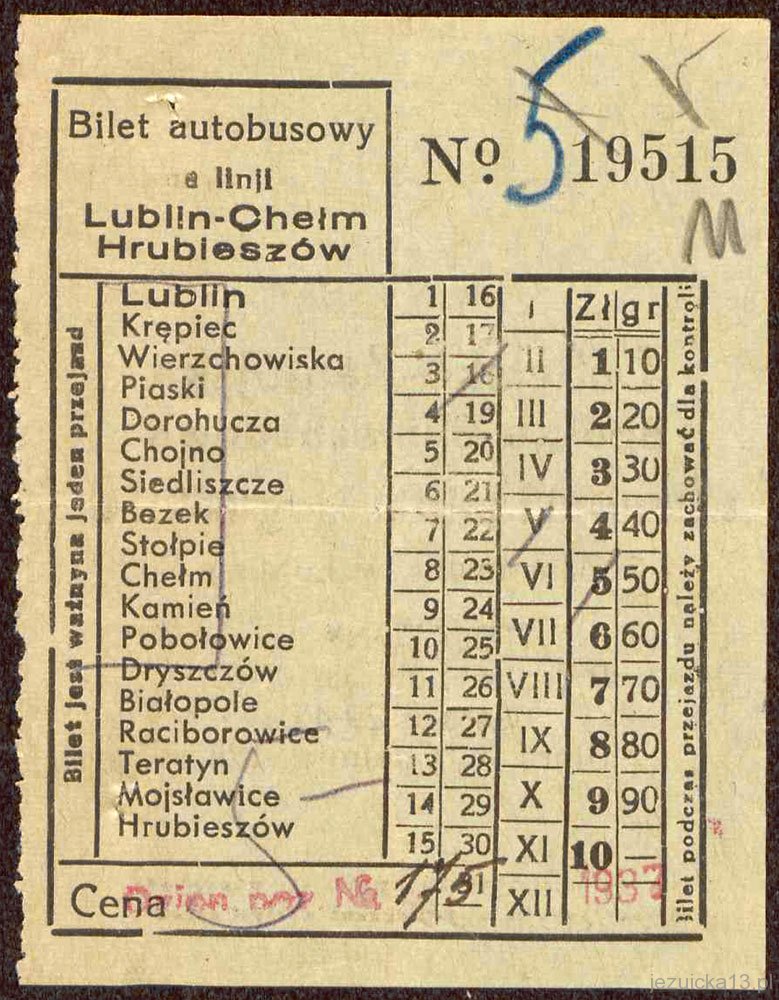 Bilet autobusowy
a linji
Lublin-Chełm
Hrubieszów
5
Nº 19515
M
Bilet jest ważny na jeden przejazd
Lublin
Krępiec
Wierzchowiska
Piaski
Dorohucza
Chojno
Siedliszcze
Bezek
Stołpie
Chełm
Kamień
Pobołowice
Dryszczów
Białopole
Raciborowice
Teratyn
Mojsławice
Hrubieszów
1 16
2 17
3 18
4 19
5 20
6 21
7 22
8 23
9 24
10 25
11 26
12 27
13 28
14 29
15 30
31
I
II
III
IV
V
VI
VII
VIII
IX
X
XI
XII
Zł gr
1 10
2 20
3 30
4 40
5 50
6 60
7 70
8 80
9 90
10 —
Bilet podczas przejazdu należy zachować dla kontroli
Cena
1937
jezuicka13.pl